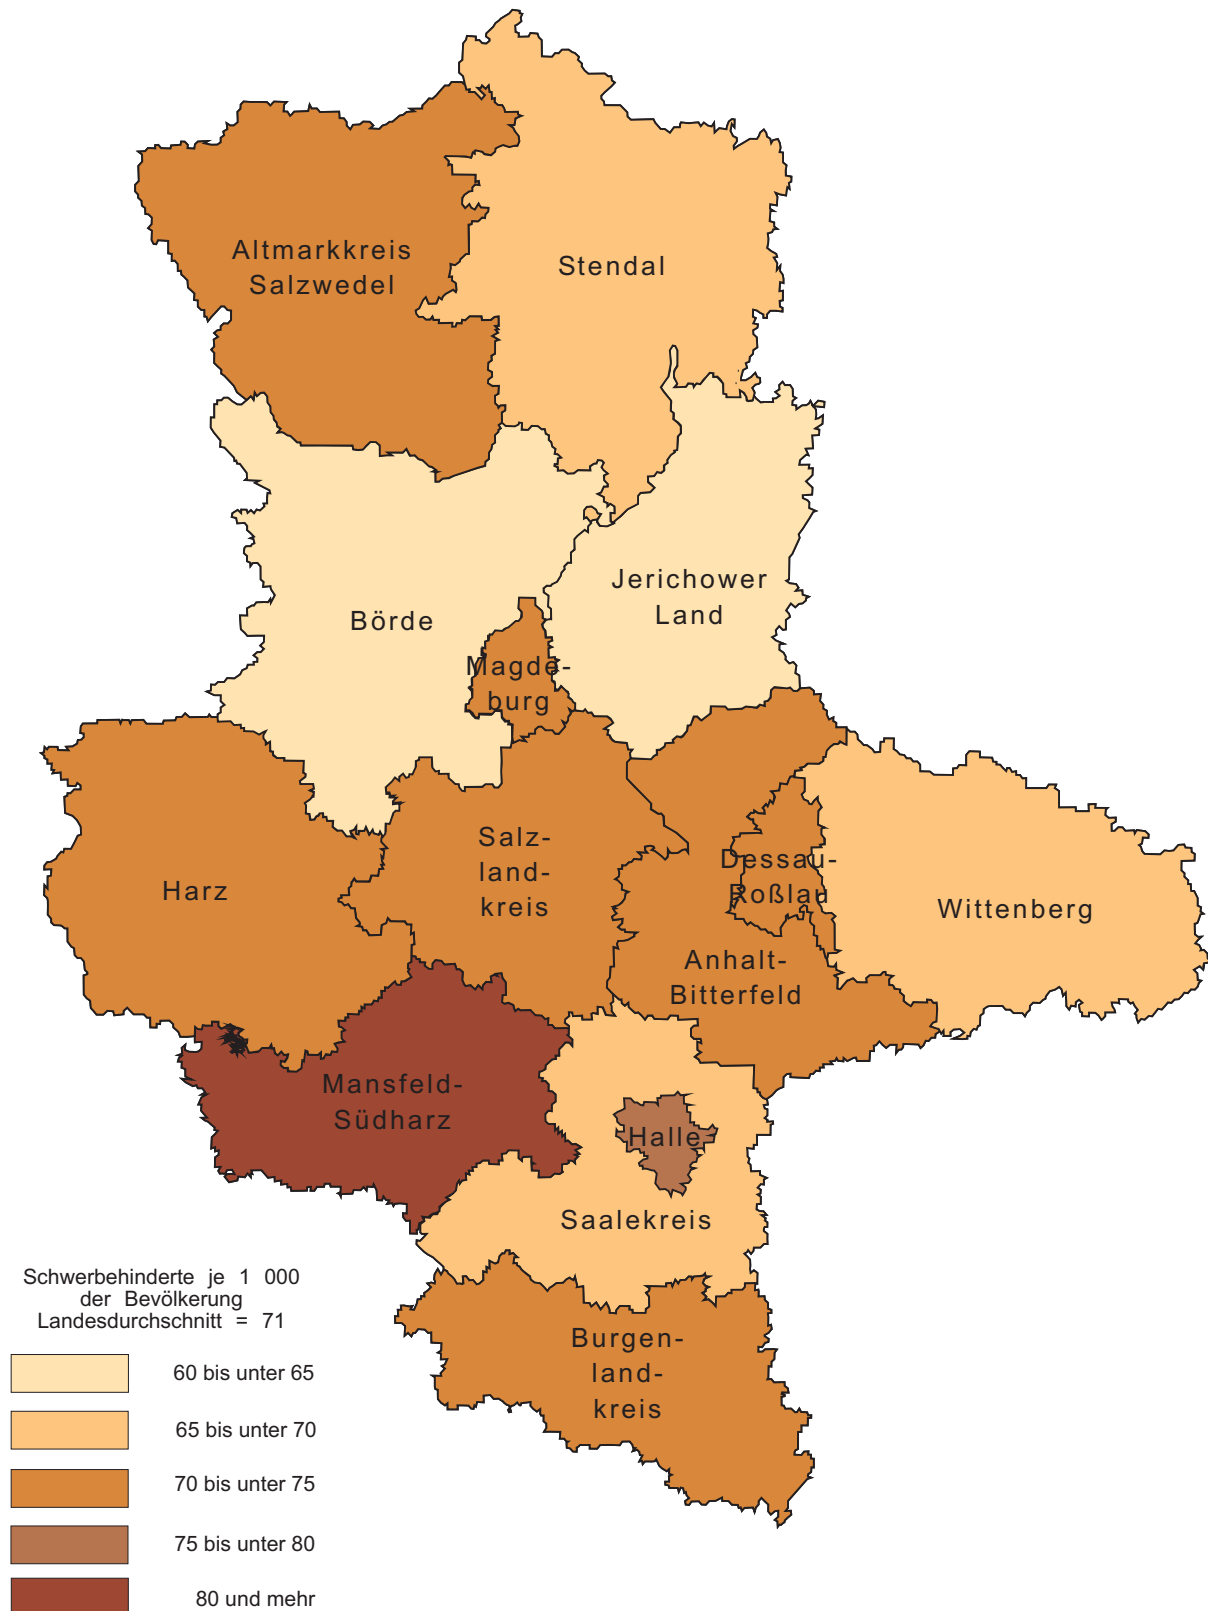 Altmarkkreis
Salzwedel
Stendal
Jerichower
Land
Börde
Magde-
burg
Salz-
land-
kreis
Dessau-
Roßlau
Harz
Wittenberg
Anhalt-
Bitterfeld
Mansfeld-
Südharz
Halle
Saalekreis
Burgen-
land-
kreis
Schwerbehinderte je 1 000
der Bevölkerung
Landesdurchschnitt = 71
60 bis unter 65
65 bis unter 70
70 bis unter 75
75 bis unter 80
80 und mehr